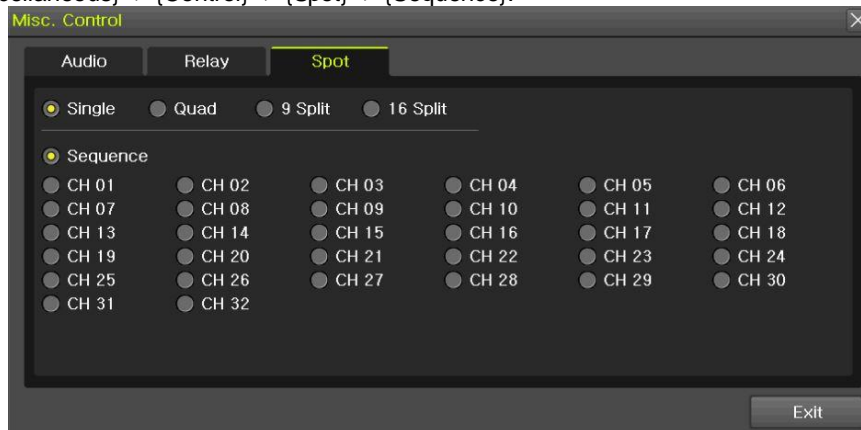 {Control} → {Spot} → {Sequence}.
Misc. Control
Audio Relay Spot
Single Quad 9 Split 16 Split
Sequence
CH 01 CH 02 CH 03 CH 04 CH 05 CH 06
CH 07 CH 08 CH 09 CH 10 CH 11 CH 12
CH 13 CH 14 CH 15 CH 16 CH 17 CH 18
CH 19 CH 20 CH 21 CH 22 CH 23 CH 24
CH 25 CH 26 CH 27 CH 28 CH 29 CH 30
CH 31 CH 32
Exit